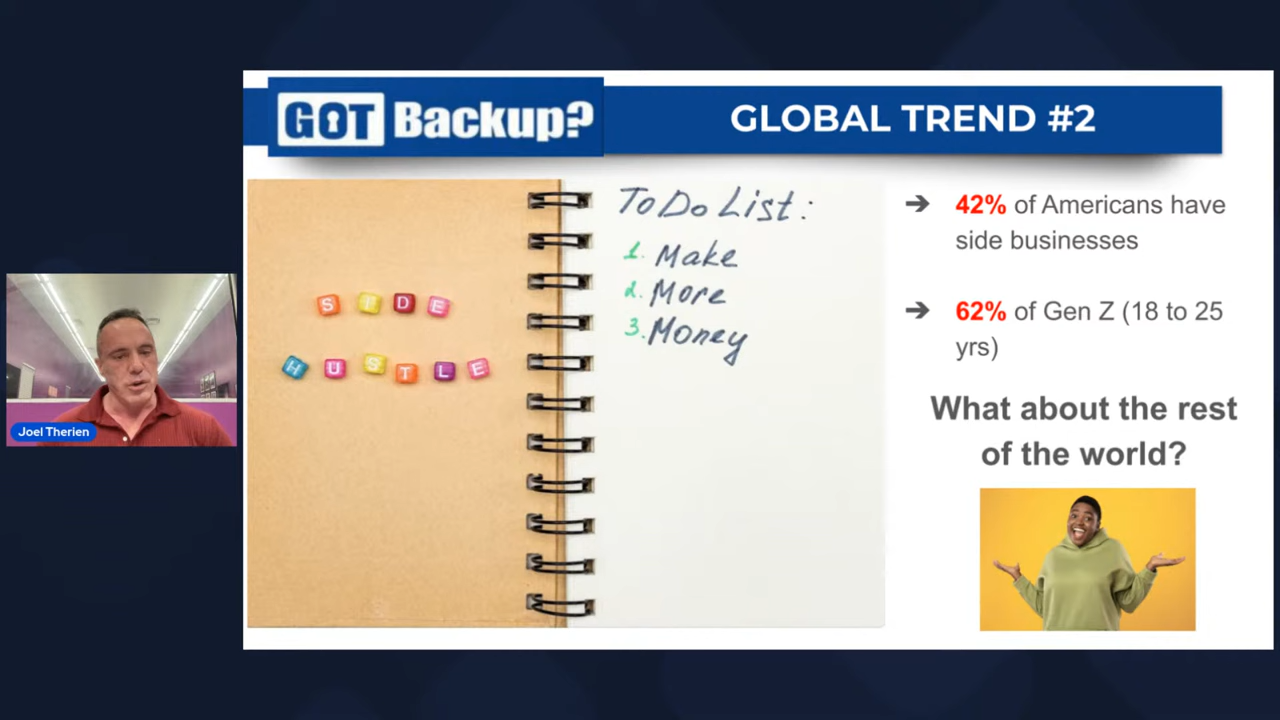 GOT Backup?
GLOBAL TREND #2
SIDE
HUSTLE
To Do List:
1. Make
2. More
3. Money
➔ 42% of Americans have
side businesses
➔ 62% of Gen Z (18 to 25
yrs)
What about the rest
of the world?
Joel Therien